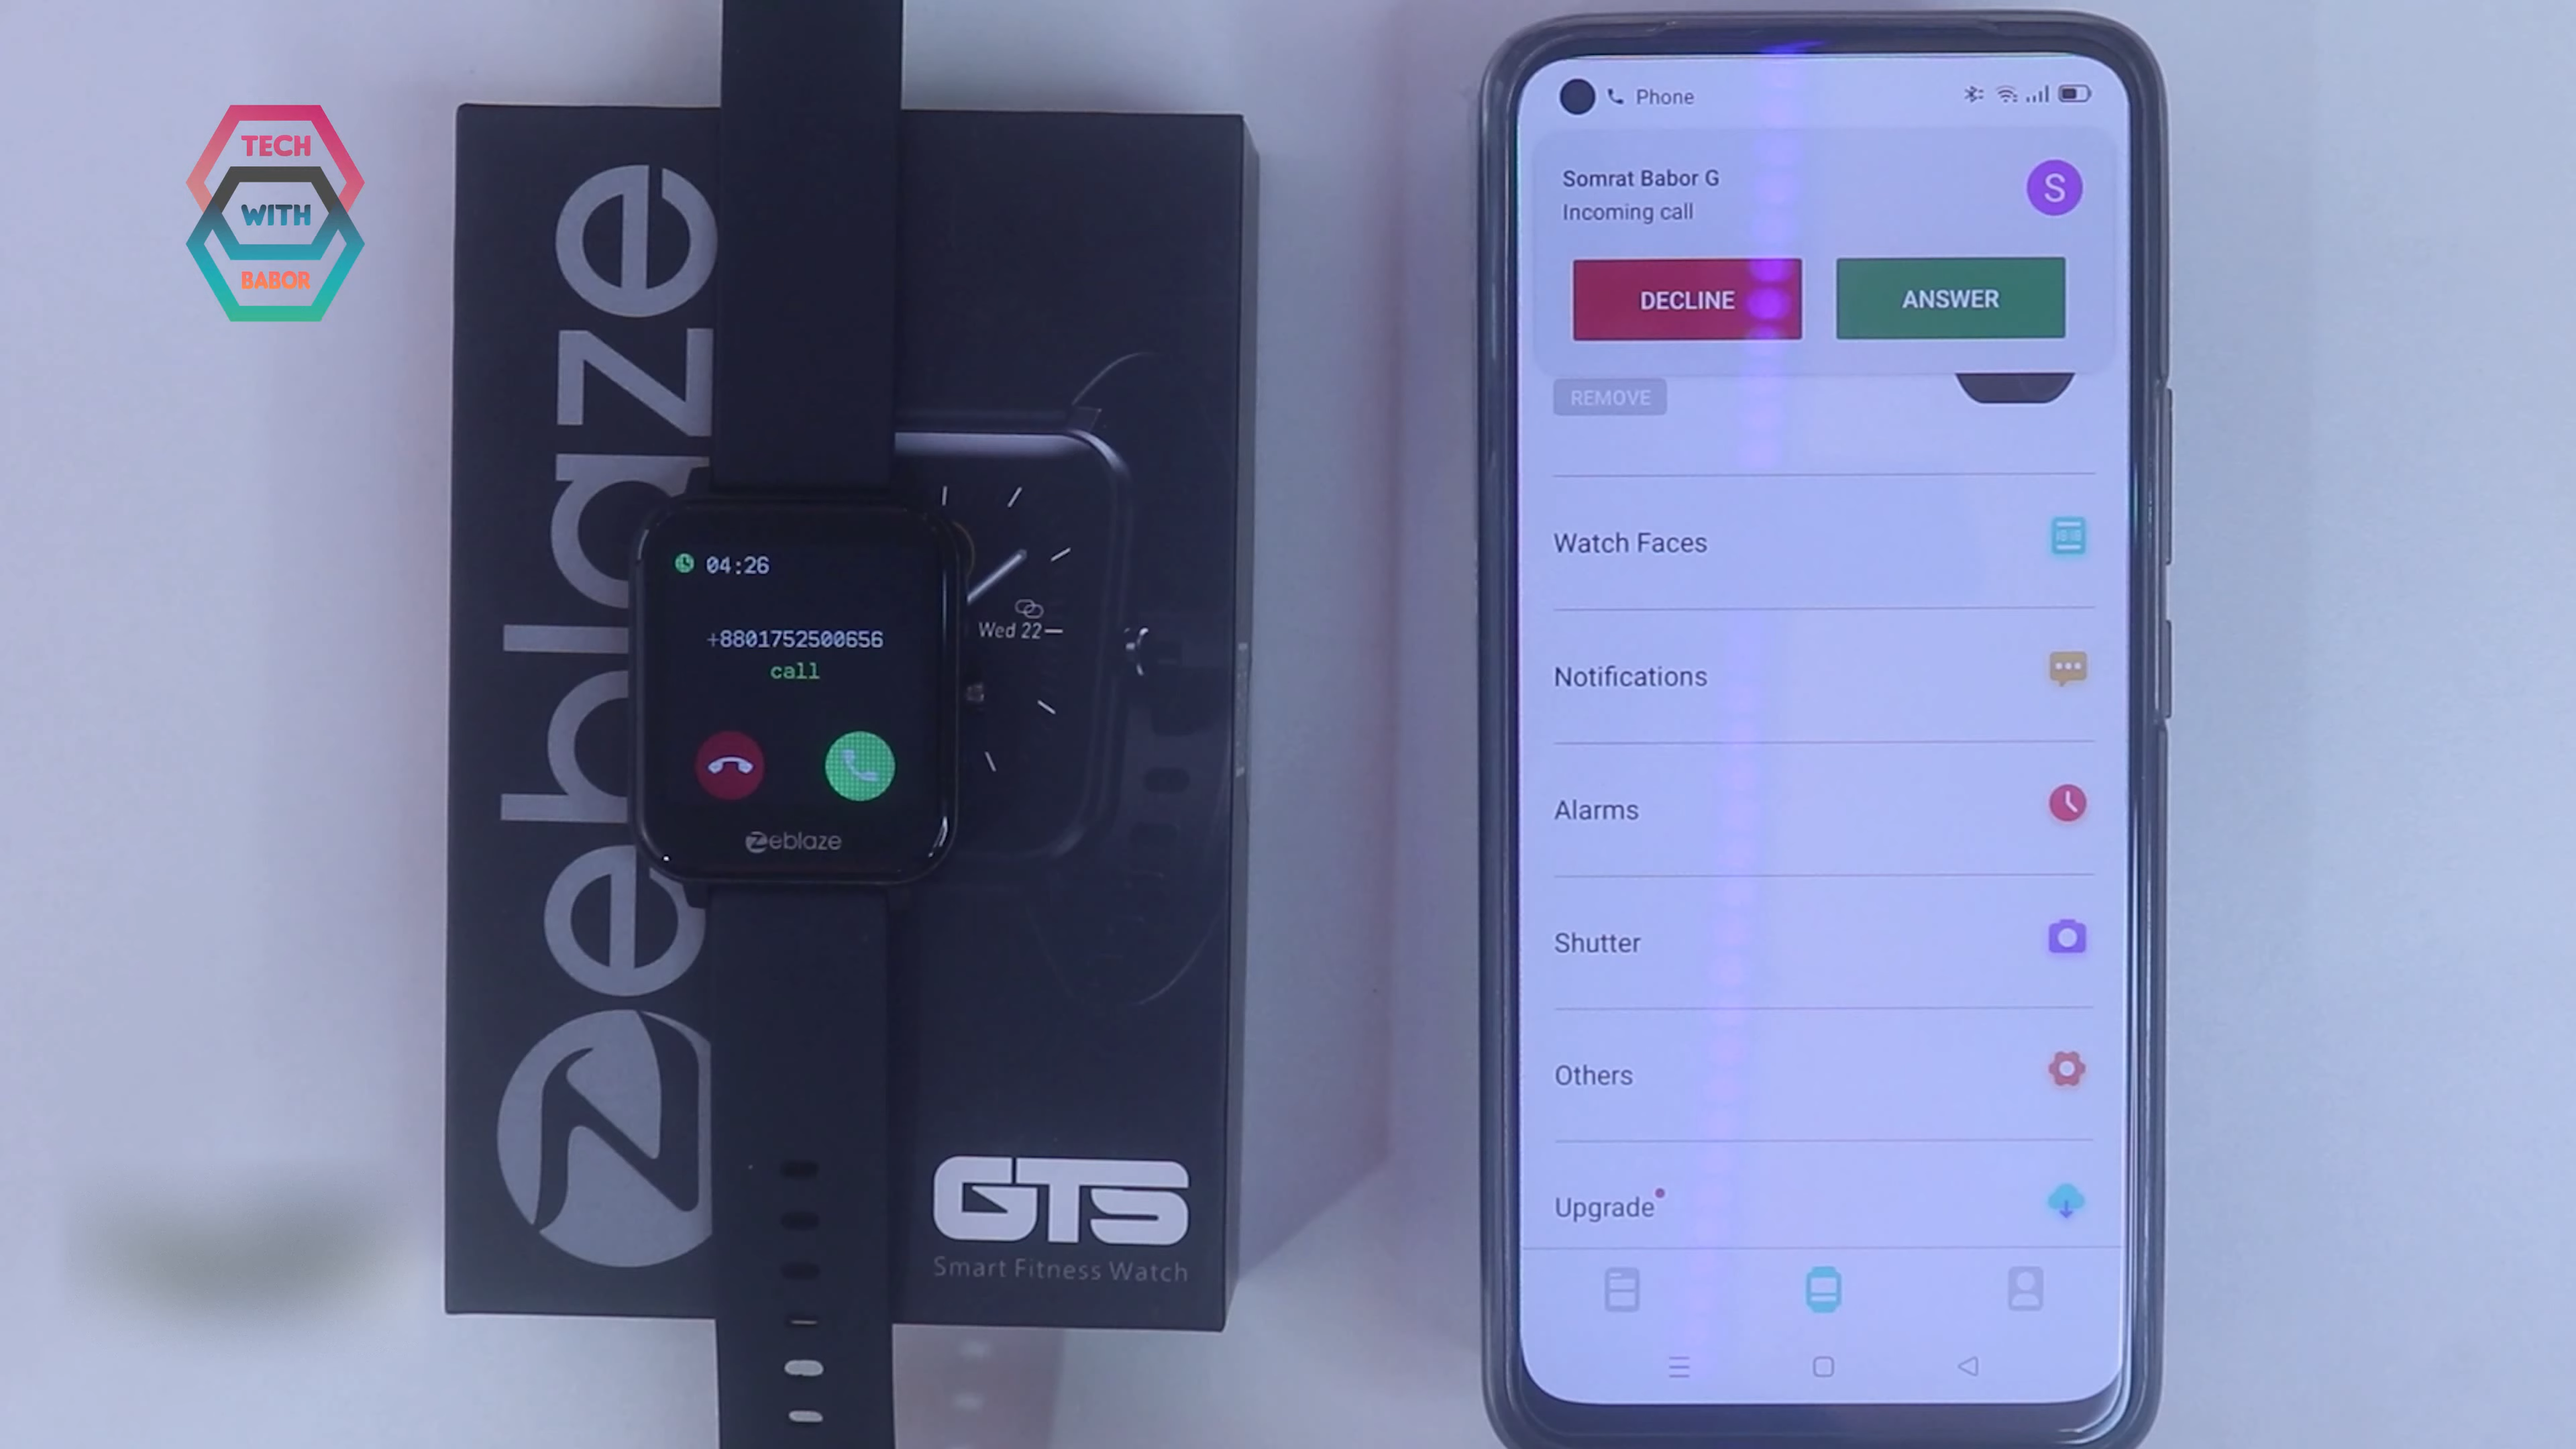 TECH
WITH
BABOR
zeblaze
04:26
+8801752500656
call
zeblaze
Wed 22
GTS
Smart Fitness Watch
Phone
Somrat Babor G
Incoming call
S
DECLINE
ANSWER
REMOVE
Watch Faces
Notifications
Alarms
Shutter
Others
Upgrade